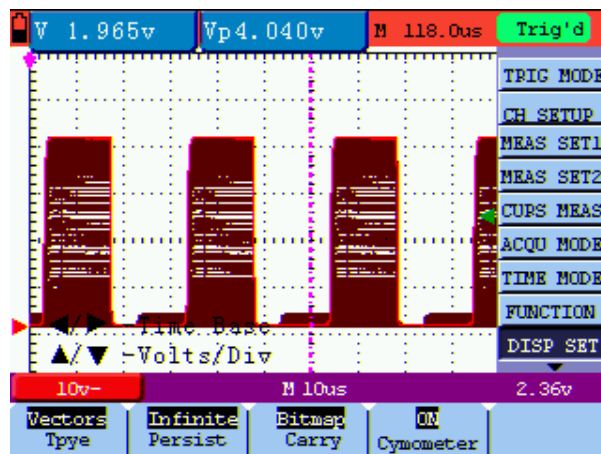 V 1.965v
Vp4.040v
M 118.0us
Trig'd
TRIG MODE
CH SETUP
MEAS SET1
MEAS SET2
CUPS MEAS
ACQU MODE
TIME MODE
FUNCTION
DISP SET
◀/▶ -Time Base
▲/▼ -Volts/Div
10v-
M 10us
2.36v
Vectors
Tpye
Infinite
Persist
Bitmap
Carry
ON
Cymometer